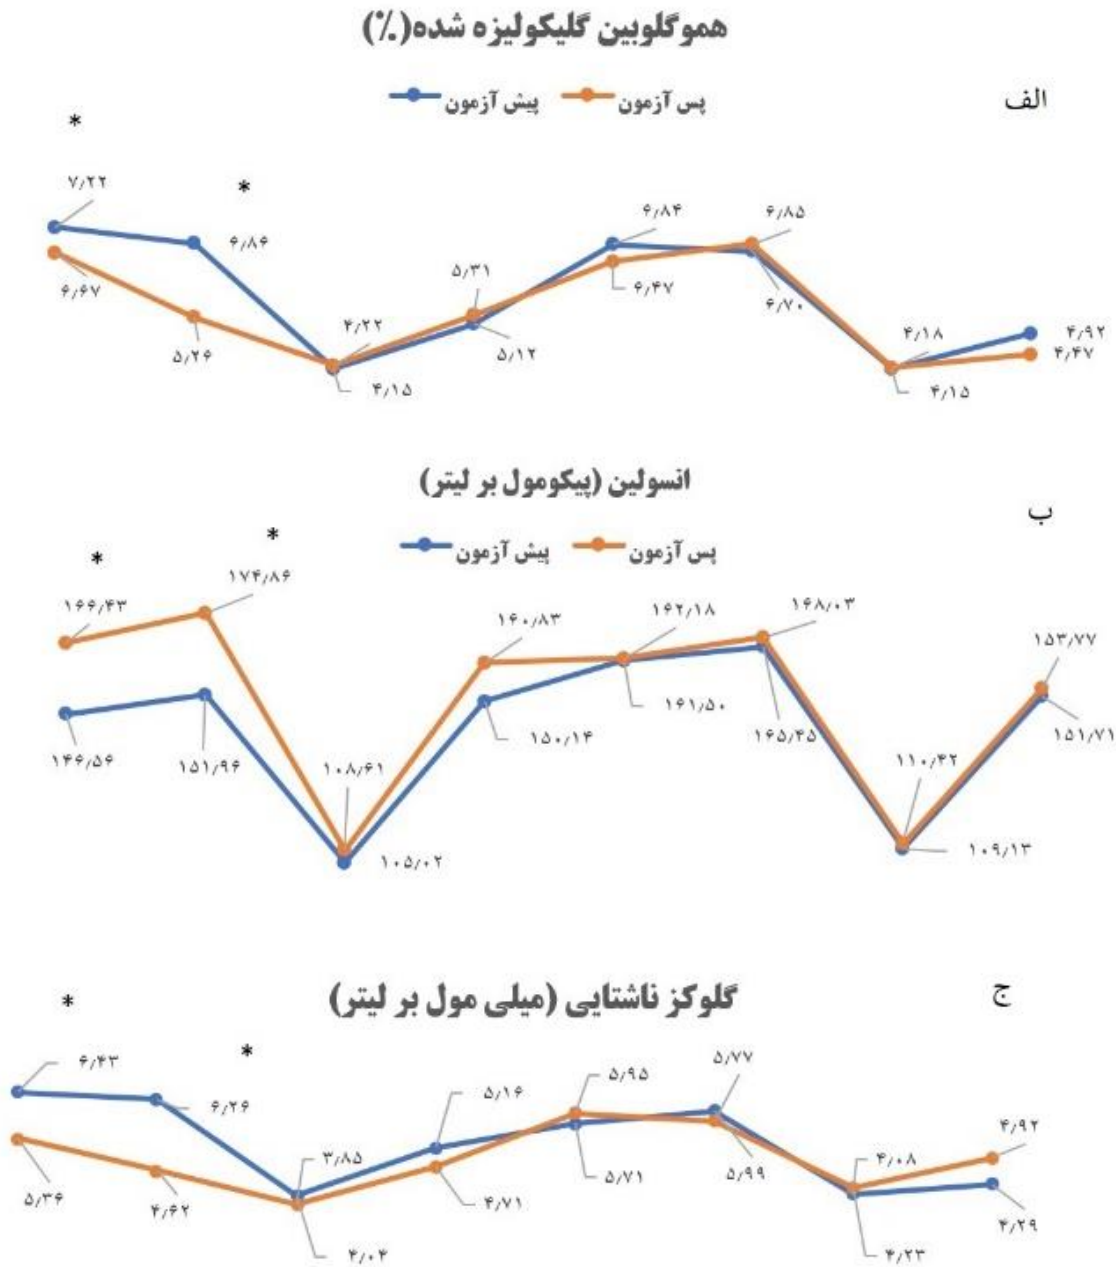 هموگلوبین گلیکولیزه شده(٪)
الف
پیش آزمون پس آزمون
*
۷٫۲۲ * ۶٫۸۴ ۶٫۸۵
۶٫۸۶
۶٫۶۷ ۵٫۳۱ ۶٫۴۷ ۶٫۷۰
۵٫۲۶ ۴٫۲۲ ۵٫۱۲ ۴٫۱۸ ۴٫۹۲
۴٫۱۵ ۴٫۱۵ ۴٫۴۷
انسولین (پیکومول بر لیتر)
ب
پیش آزمون پس آزمون
* *
۱۶۶٫۴۳ ۱۷۴٫۸۶ ۱۶۰٫۸۳ ۱۶۲٫۱۸ ۱۶۸٫۰۳ ۱۵۳٫۷۷
۱۴۶٫۵۶ ۱۵۱٫۹۶ ۱۵۰٫۱۴ ۱۶۱٫۵۰ ۱۶۵٫۴۵ ۱۵۱٫۷۱
۱۰۸٫۶۱ ۱۱۰٫۴۲
۱۰۵٫۰۲ ۱۰۹٫۱۳
گلوکز ناشتایی (میلی مول بر لیتر)
ج
* *
۶٫۴۳ ۵٫۱۶ ۵٫۹۵ ۵٫۷۷
۶٫۲۶
۳٫۸۵ ۵٫۷۱ ۵٫۹۹ ۴٫۰۸ ۴٫۹۲
۵٫۳۶ ۴٫۶۲ ۴٫۷۱ ۴٫۲۹
۴٫۰۴ ۴٫۲۳